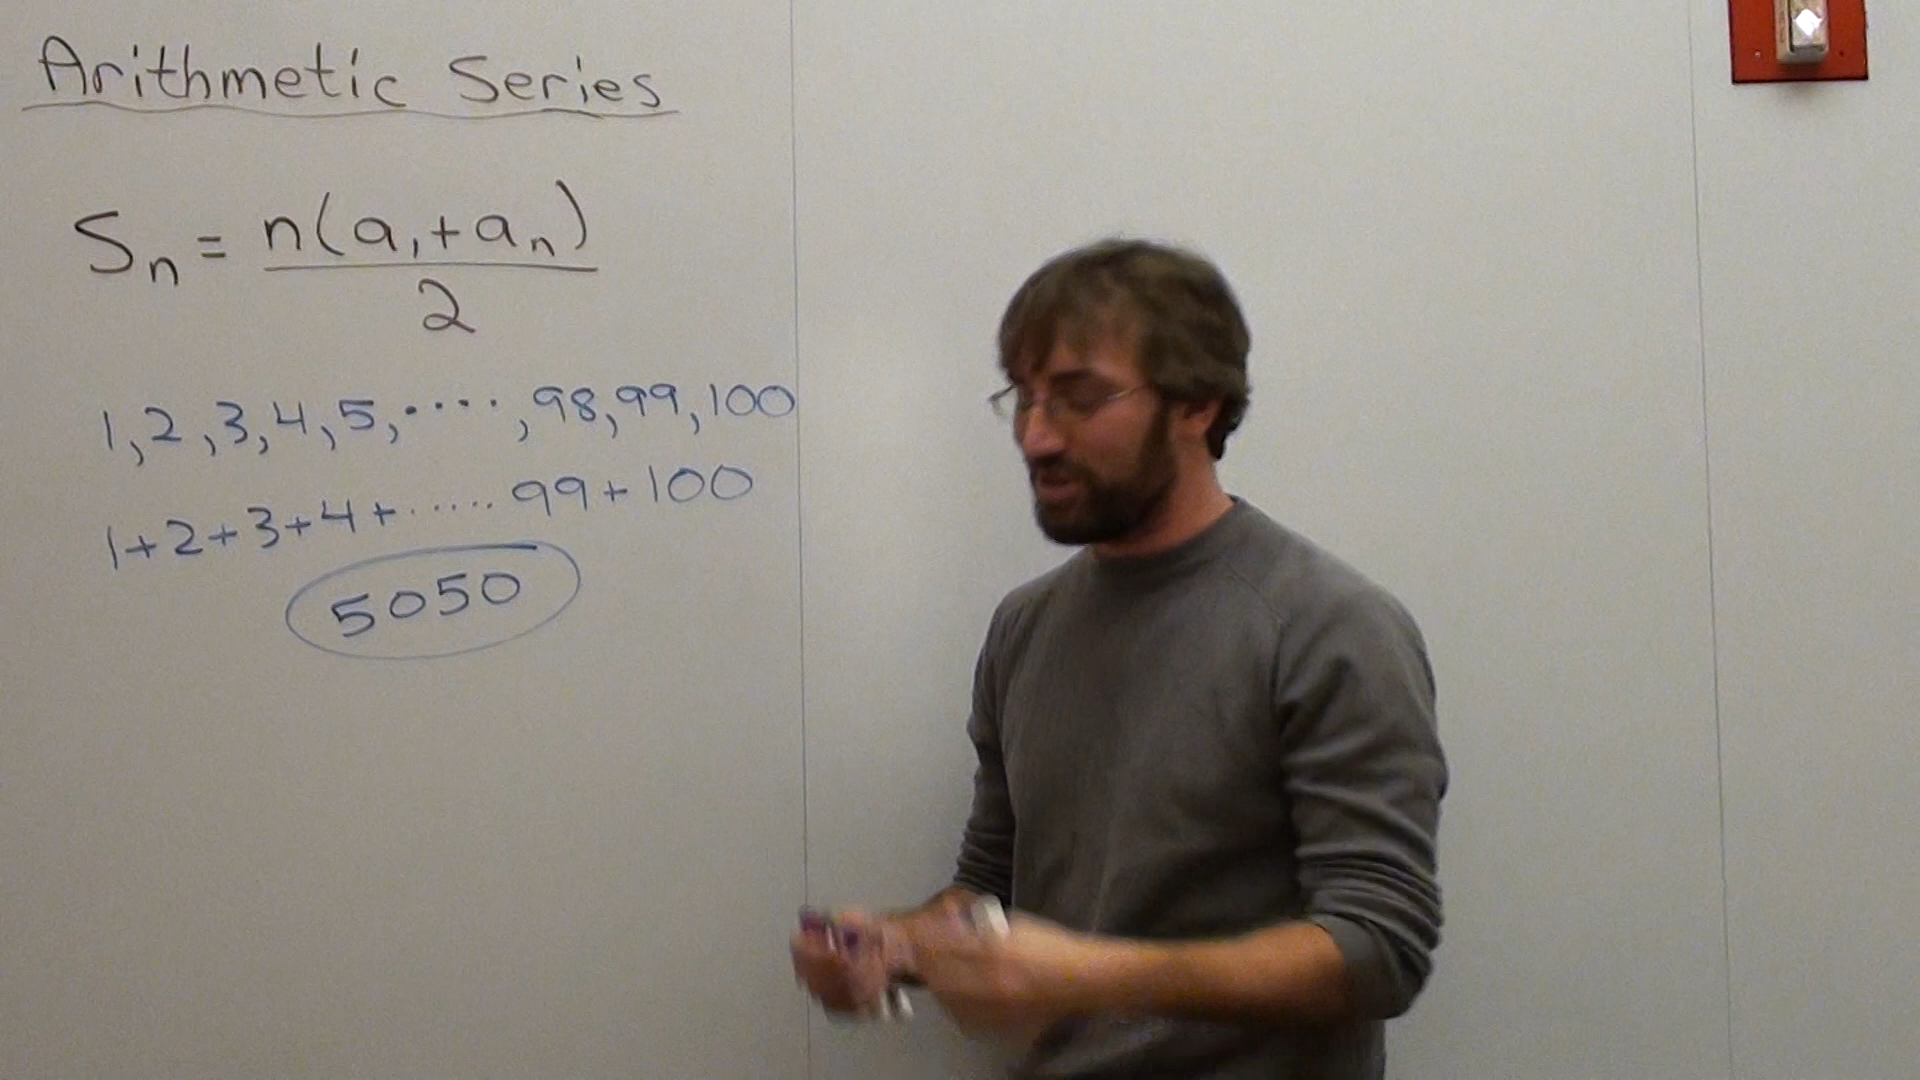 Arithmetic Series
Sₙ = n(a₁+aₙ)
2
1,2,3,4,5,.....,98,99,100
1+2+3+4+......99+100
5050